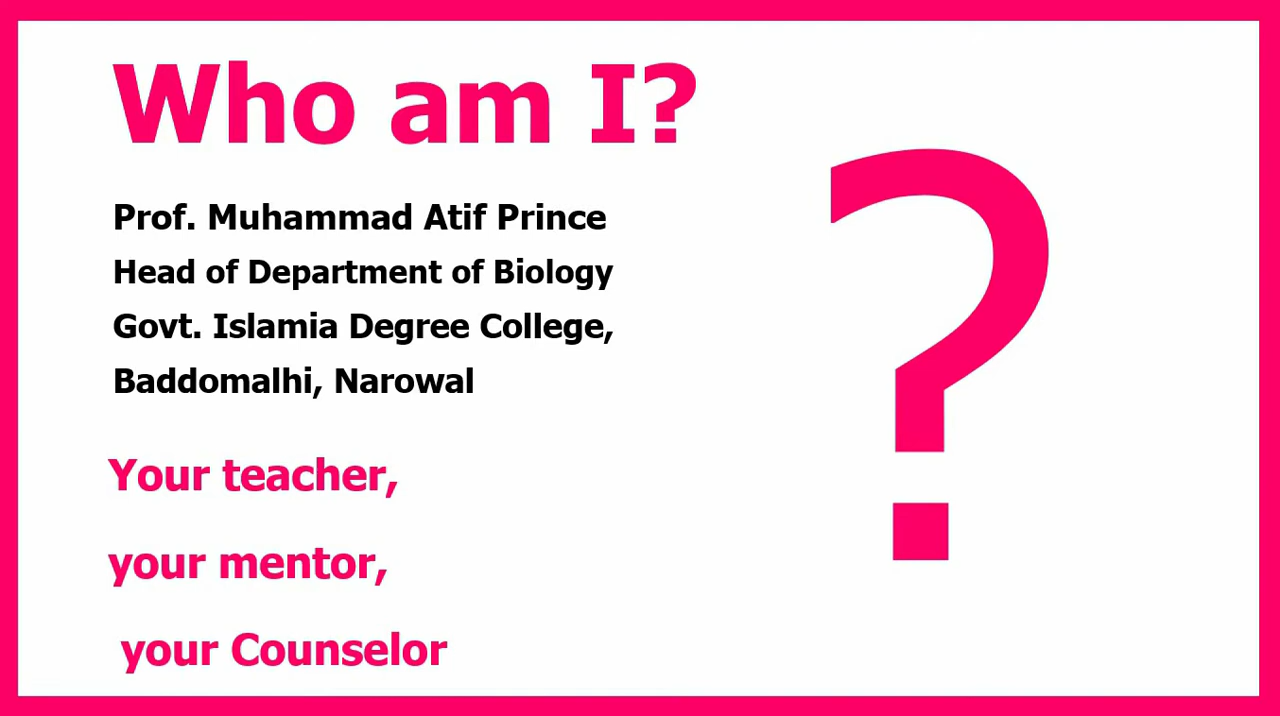 Who am I?
Prof. Muhammad Atif Prince
Head of Department of Biology
Govt. Islamia Degree College,
Baddomalhi, Narowal
Your teacher,
your mentor,
your Counselor
?